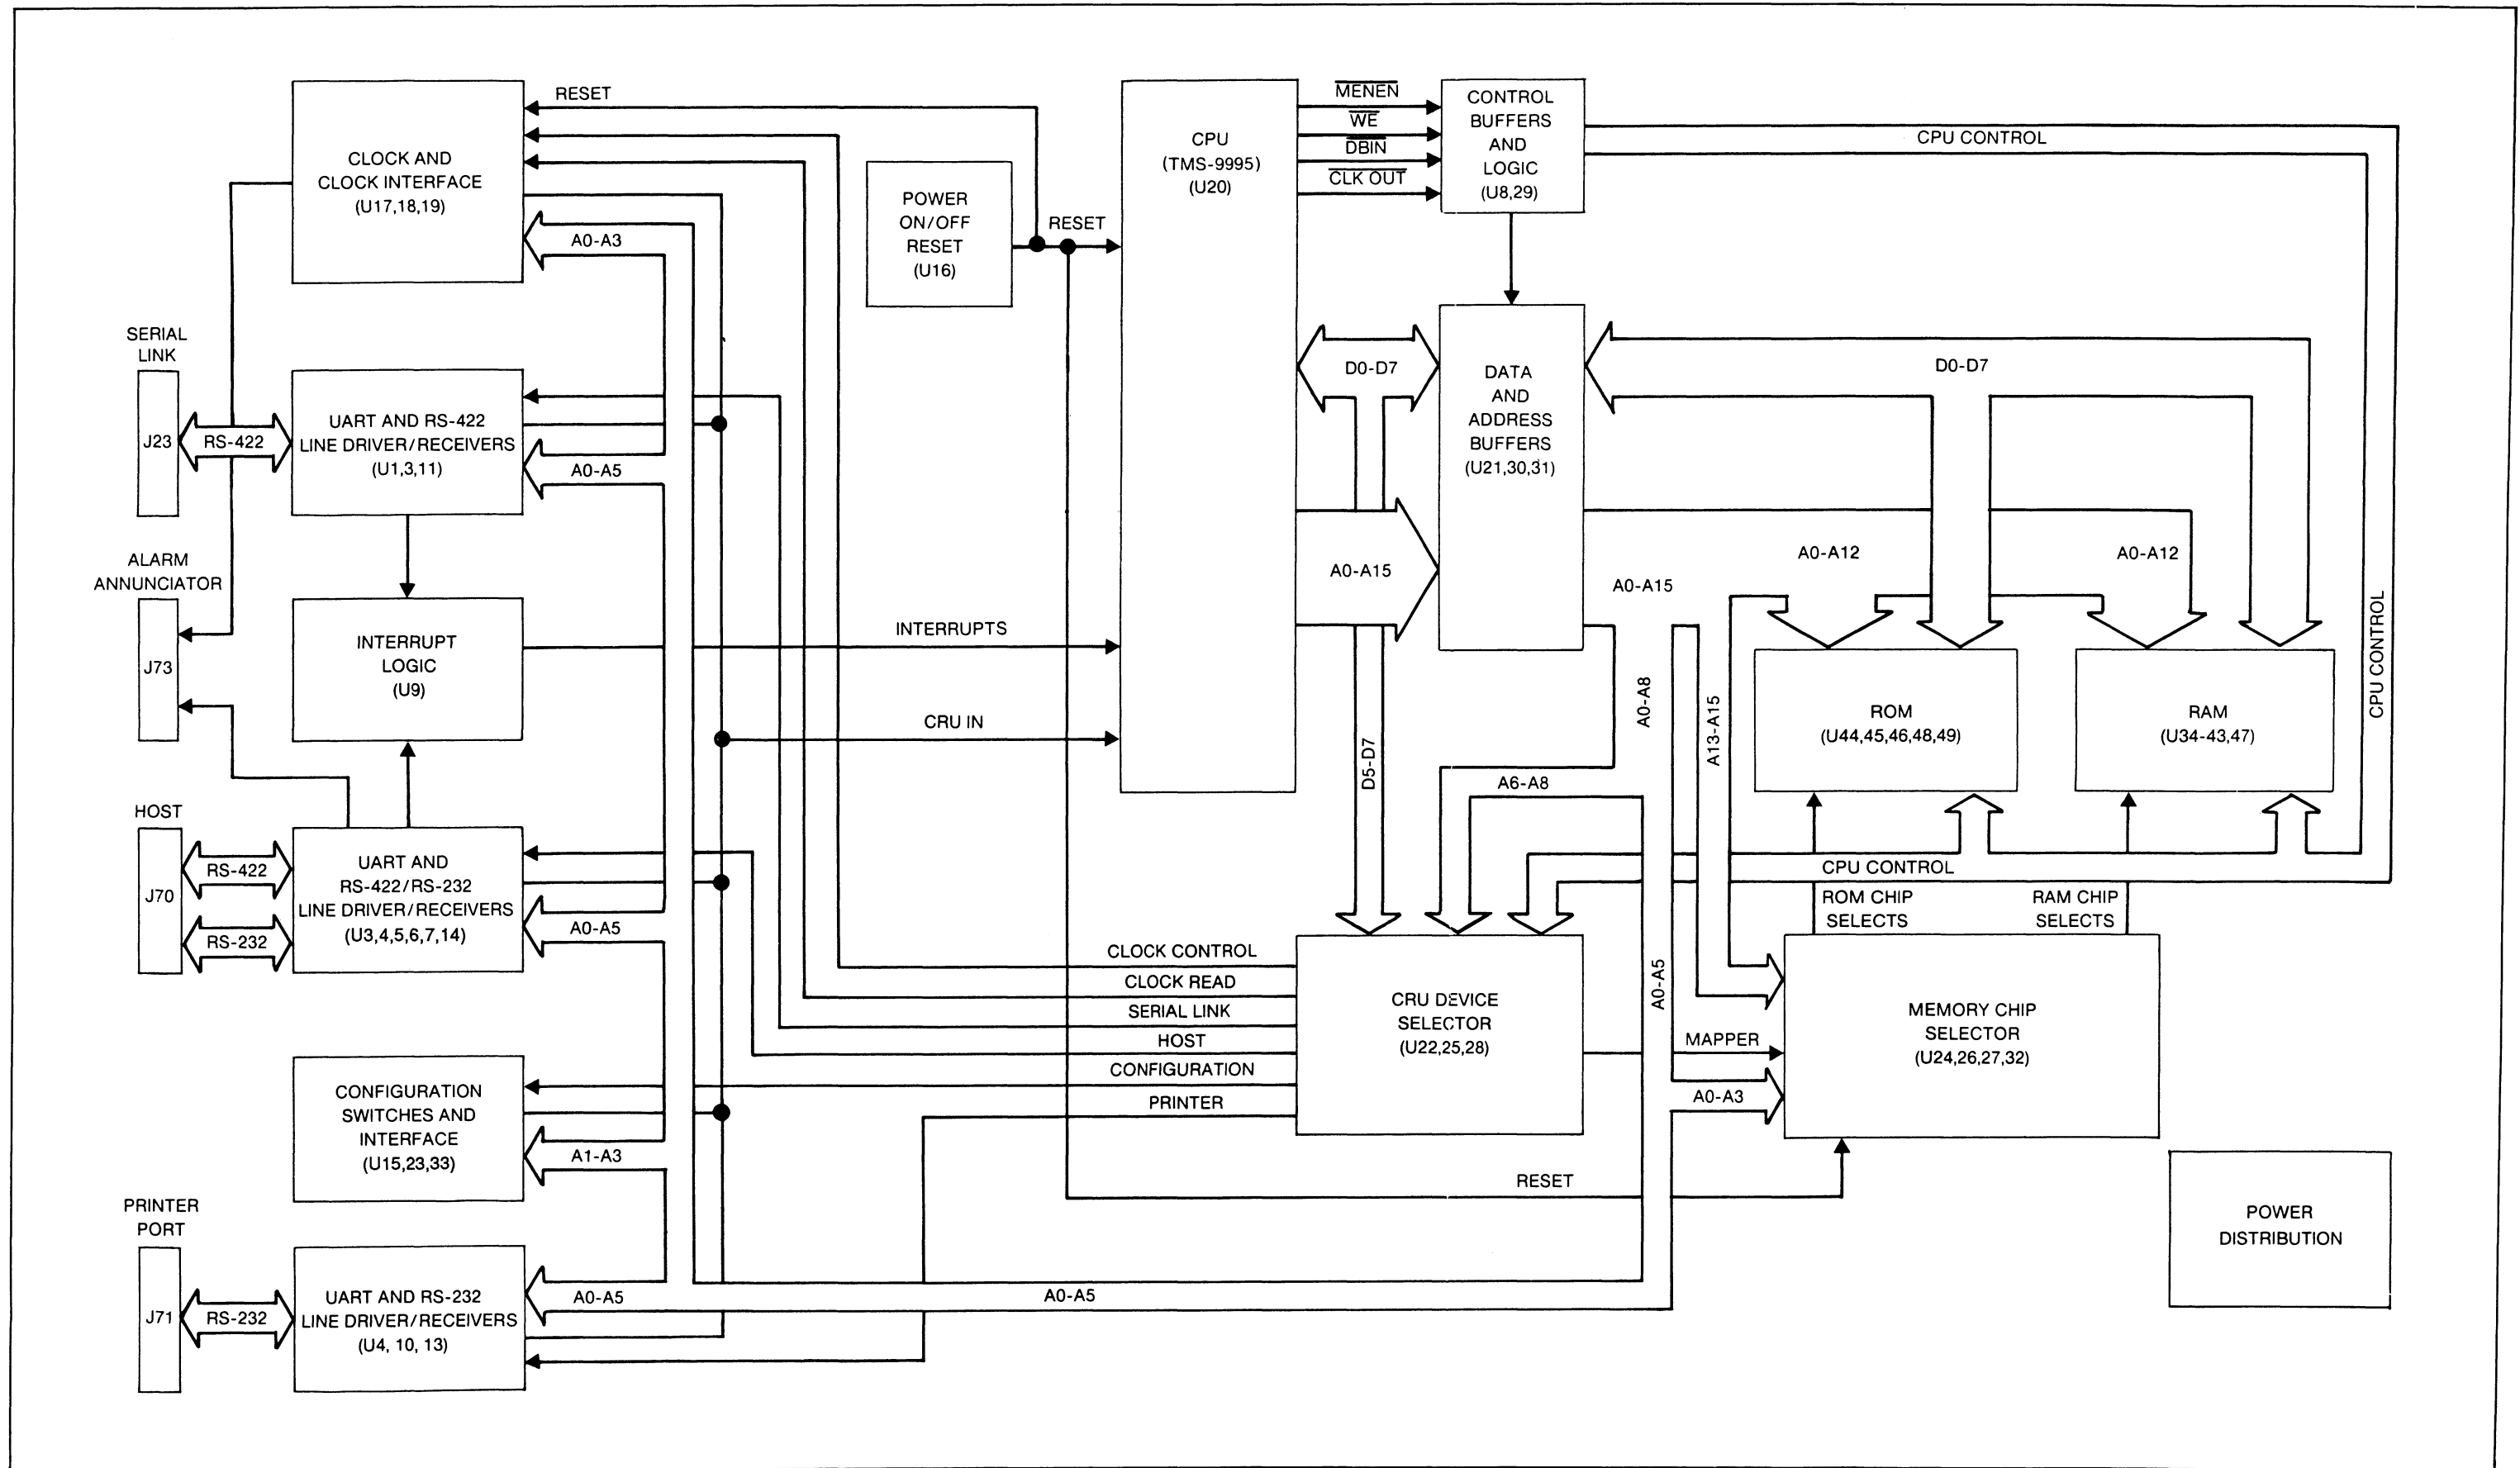 RESET
CLOCK AND
CLOCK INTERFACE
(U17,18,19)
A0-A3
POWER
ON/OFF
RESET
(U16)
RESET
CPU
(TMS-9995)
(U20)
MENEN
WE
DBIN
CLK OUT
CONTROL
BUFFERS
AND
LOGIC
(U8,29)
CPU CONTROL
SERIAL
LINK
J23
RS-422
UART AND RS-422
LINE DRIVER/RECEIVERS
(U1,3,11)
A0-A5
D0-D7
DATA
AND
ADDRESS
BUFFERS
(U21,30,31)
D0-D7
A0-A15
A0-A15
A0-A12
A0-A12
ALARM
ANNUNCIATOR
J73
INTERRUPT
LOGIC
(U9)
INTERRUPTS
CRU IN
D5-D7
A6-A8
A0-A8
A13-A15
ROM
(U44,45,46,48,49)
RAM
(U34-43,47)
CPU CONTROL
HOST
J70
RS-422
RS-232
UART AND
RS-422/RS-232
LINE DRIVER/RECEIVERS
(U3,4,5,6,7,14)
A0-A5
CPU CONTROL
ROM CHIP
SELECTS
RAM CHIP
SELECTS
CLOCK CONTROL
CLOCK READ
SERIAL LINK
HOST
CONFIGURATION
PRINTER
CRU DEVICE
SELECTOR
(U22,25,28)
A0-A5
MAPPER
A0-A3
MEMORY CHIP
SELECTOR
(U24,26,27,32)
CONFIGURATION
SWITCHES AND
INTERFACE
(U15,23,33)
A1-A3
RESET
POWER
DISTRIBUTION
PRINTER
PORT
J71
RS-232
UART AND RS-232
LINE DRIVER/RECEIVERS
(U4, 10, 13)
A0-A5
A0-A5